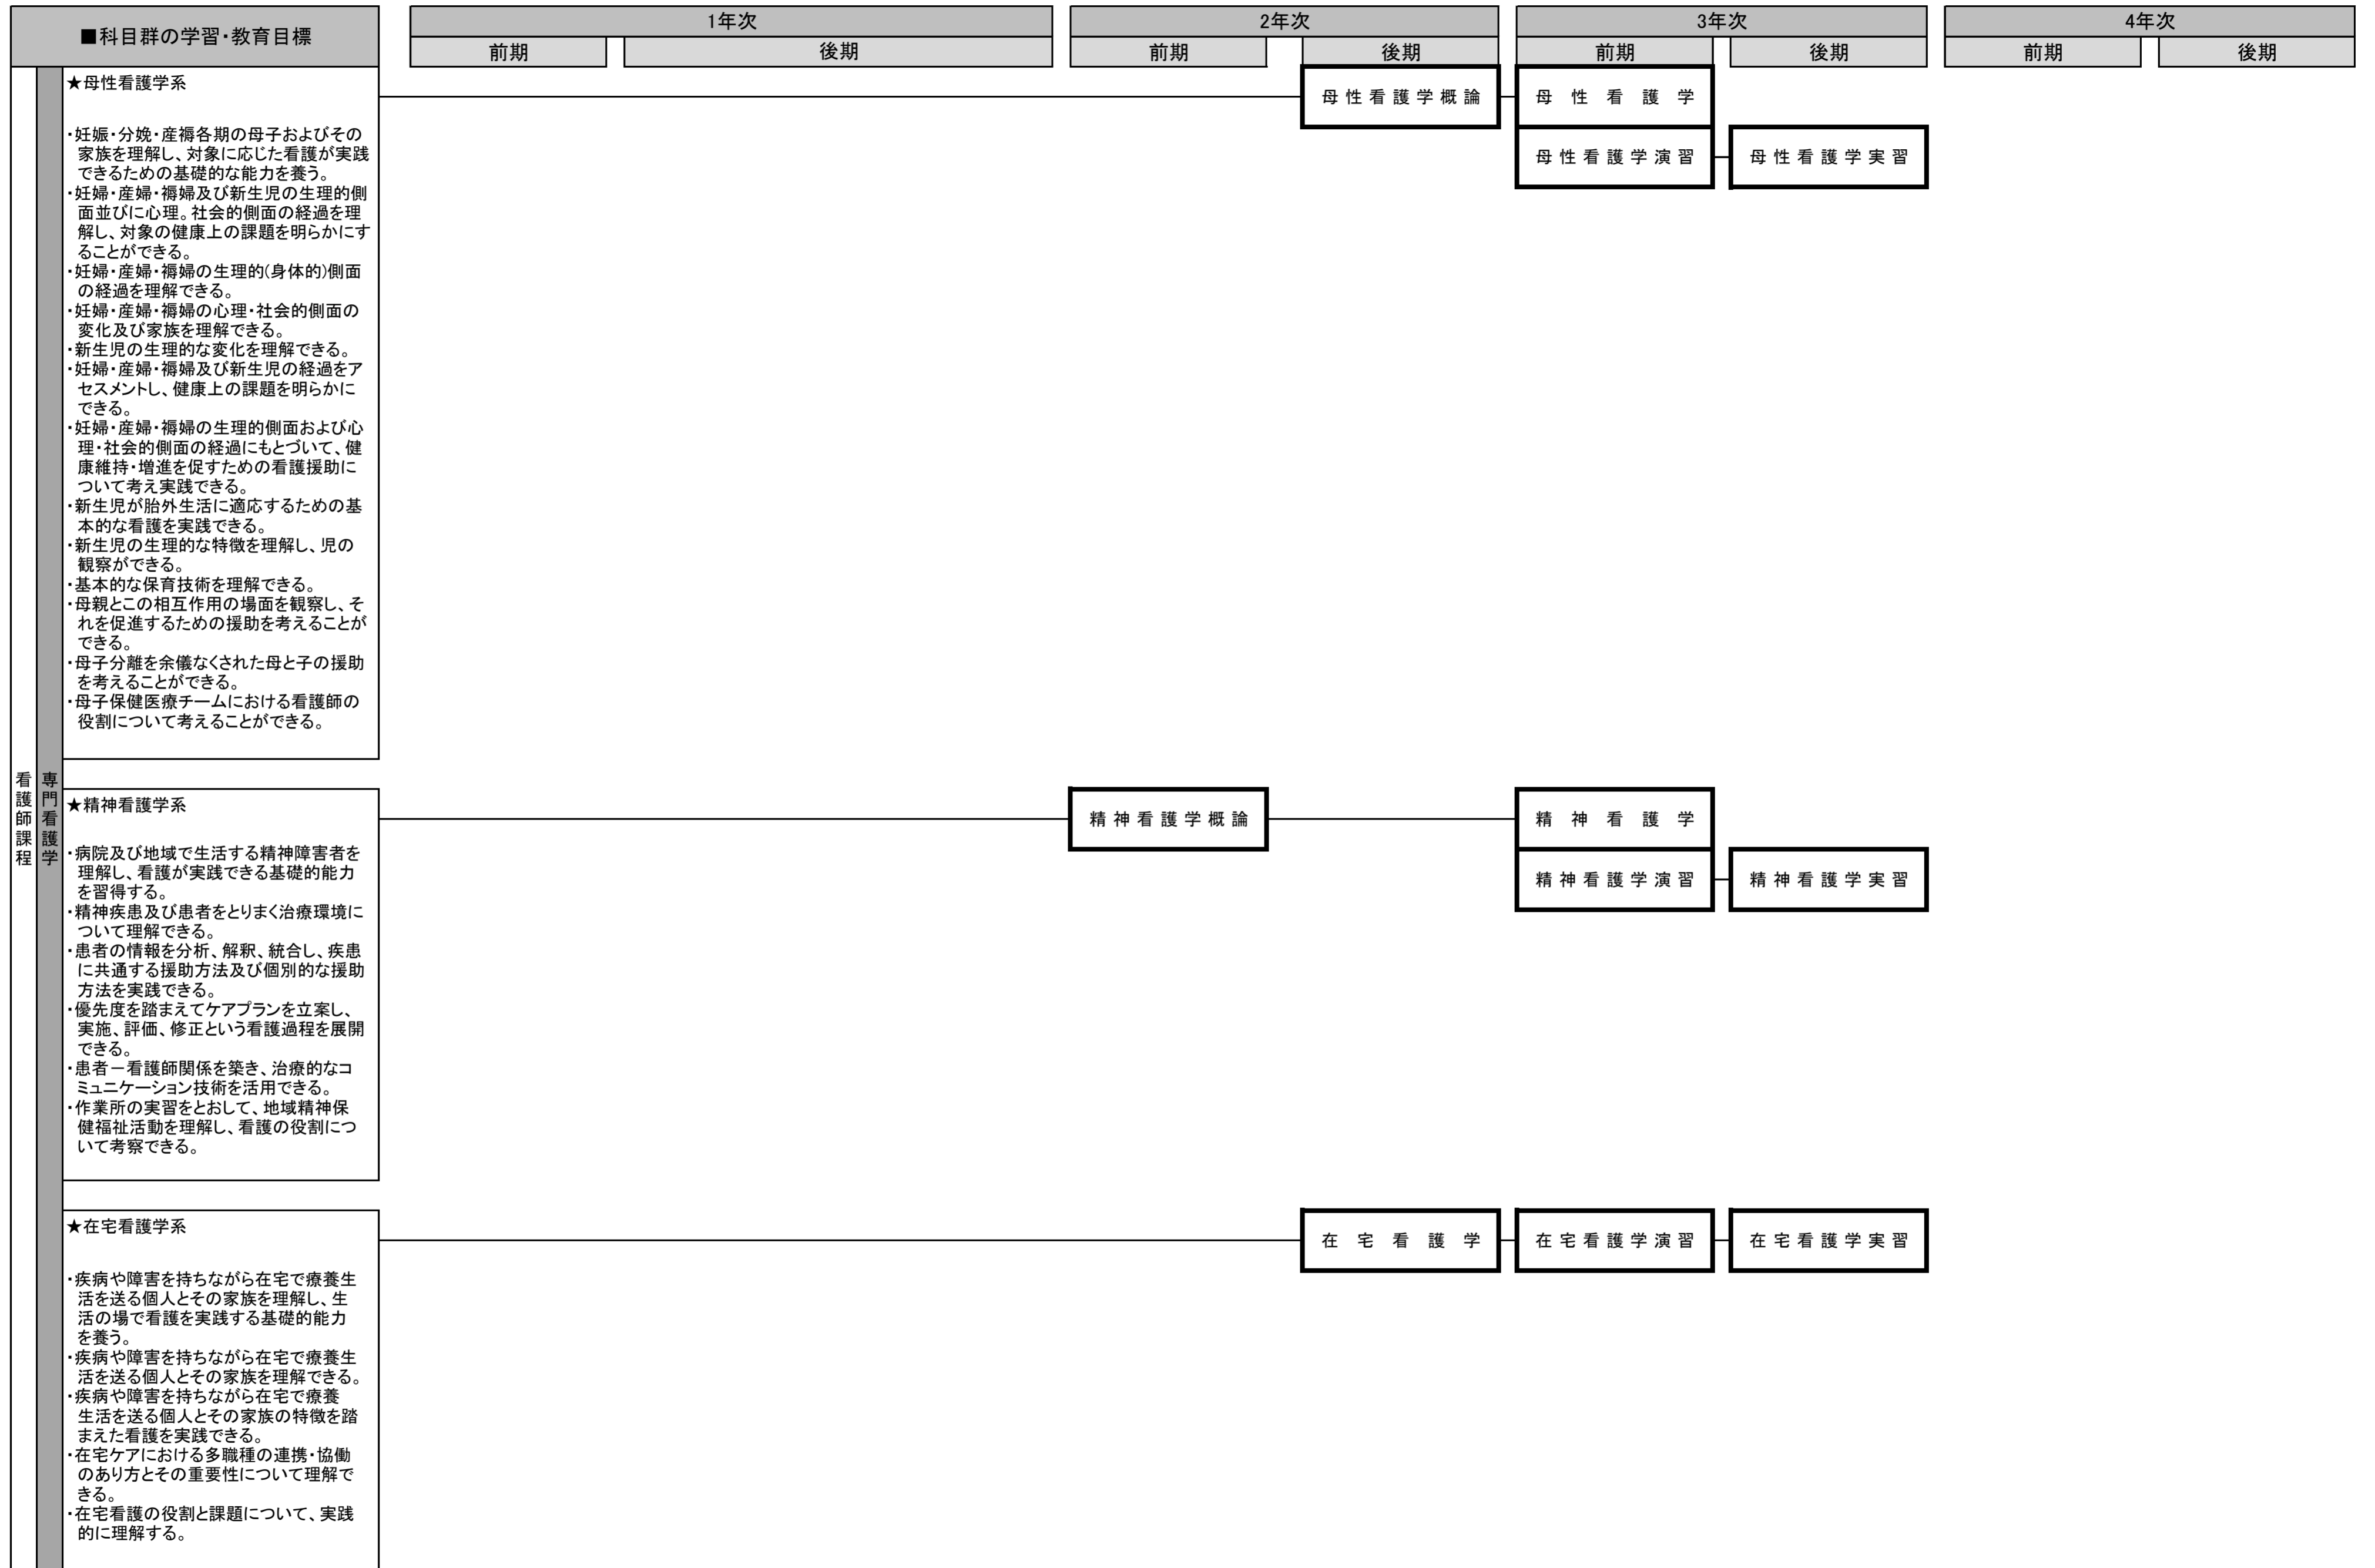 ■科目群の学習・教育目標
1年次
2年次
3年次
4年次
前期
後期
前期
後期
前期
後期
前期
後期
看護師課程
専門看護学
★母性看護学系
・妊娠・分娩・産褥各期の母子およびその
家族を理解し、対象に応じた看護が実践
できるための基礎的な能力を養う。
・妊婦・産婦・褥婦及び新生児の生理的側
面並びに心理。社会的側面の経過を理
解し、対象の健康上の課題を明らかにす
ることができる。
・妊婦・産婦・褥婦の生理的(身体的)側面
の経過を理解できる。
・妊婦・産婦・褥婦の心理・社会的側面の
変化及び家族を理解できる。
・新生児の生理的な変化を理解できる。
・妊婦・産婦・褥婦及び新生児の経過をア
セスメントし、健康上の課題を明らかに
できる。
・妊婦・産婦・褥婦の生理的側面および心
理・社会的側面の経過にもとづいて、健
康維持・増進を促すための看護援助に
ついて考え実践できる。
・新生児が胎外生活に適応するための基
本的な看護を実践できる。
・新生児の生理的な特徴を理解し、児の
観察ができる。
・基本的な保育技術を理解できる。
・母親とこの相互作用の場面を観察し、そ
れを促進するための援助を考えることが
できる。
・母子分離を余儀なくされた母と子の援助
を考えることができる。
・母子保健医療チームにおける看護師の
役割について考えることができる。
母性看護学概論
母性看護学
母性看護学演習
母性看護学実習
★精神看護学系
・病院及び地域で生活する精神障害者を
理解し、看護が実践できる基礎的能力
を習得する。
・精神疾患及び患者をとりまく治療環境に
ついて理解できる。
・患者の情報を分析、解釈、統合し、疾患
に共通する援助方法及び個別的な援助
方法を実践できる。
・優先度を踏まえてケアプランを立案し、
実施、評価、修正という看護過程を展開
できる。
・患者－看護師関係を築き、治療的なコ
ミュニケーション技術を活用できる。
・作業所の実習をとおして、地域精神保
健福祉活動を理解し、看護の役割につ
いて考察できる。
精神看護学概論
精神看護学
精神看護学演習
精神看護学実習
★在宅看護学系
・疾病や障害を持ちながら在宅で療養生
活を送る個人とその家族を理解し、生
活の場で看護を実践する基礎的能力
を養う。
・疾病や障害を持ちながら在宅で療養生
活を送る個人とその家族を理解できる。
・疾病や障害を持ちながら在宅で療養
生活を送る個人とその家族の特徴を踏
まえた看護を実践できる。
・在宅ケアにおける多職種の連携・協働
のあり方とその重要性について理解で
きる。
・在宅看護の役割と課題について、実践
的に理解する。
在宅看護学
在宅看護学演習
在宅看護学実習